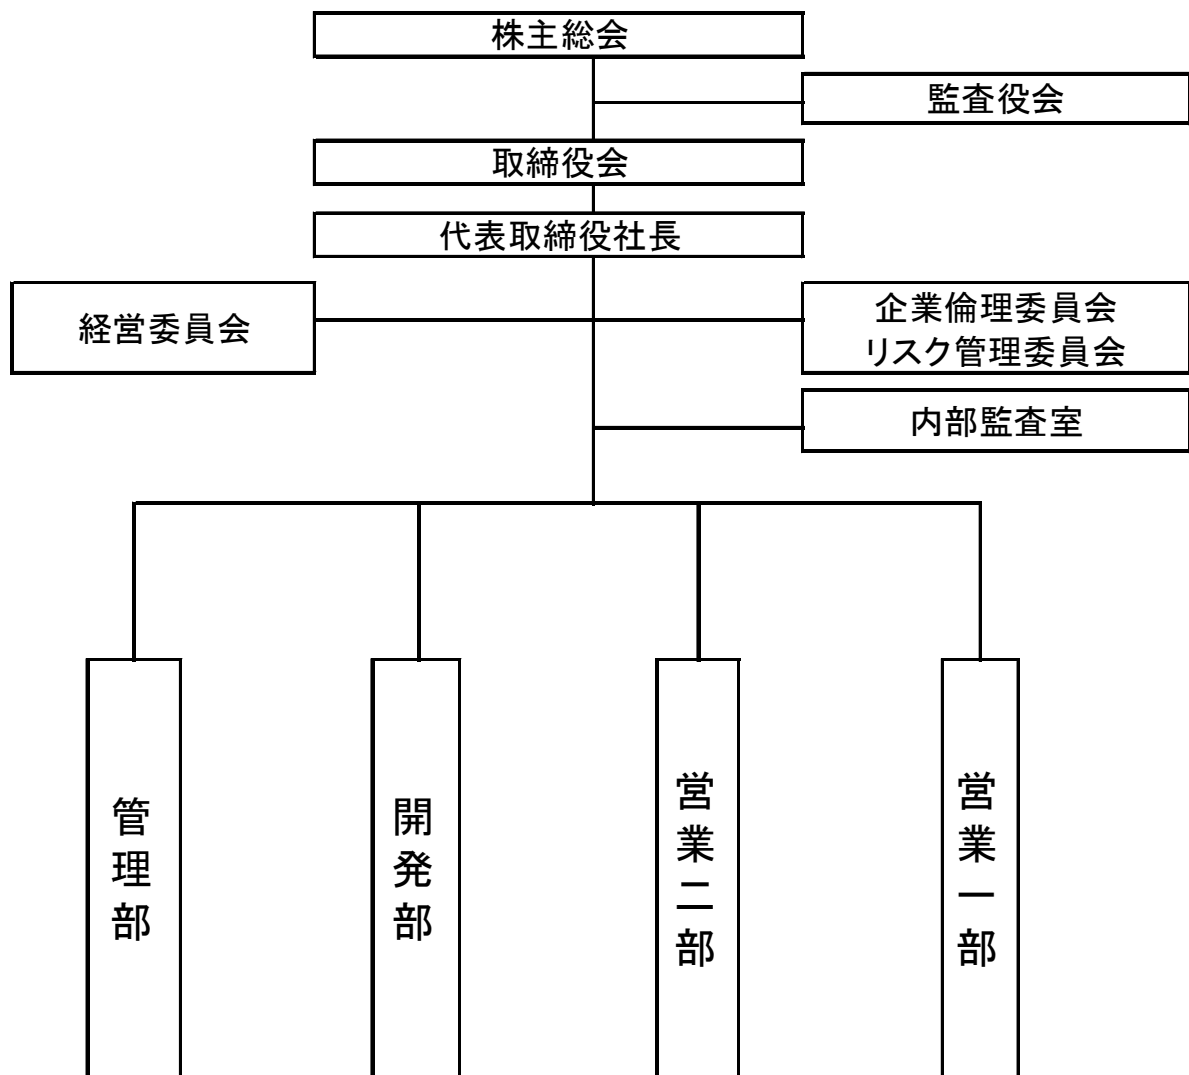 株主総会
監査役会
取締役会
代表取締役社長
経営委員会
企業倫理委員会
リスク管理委員会
内部監査室
管理部
開発部
営業二部
営業一部